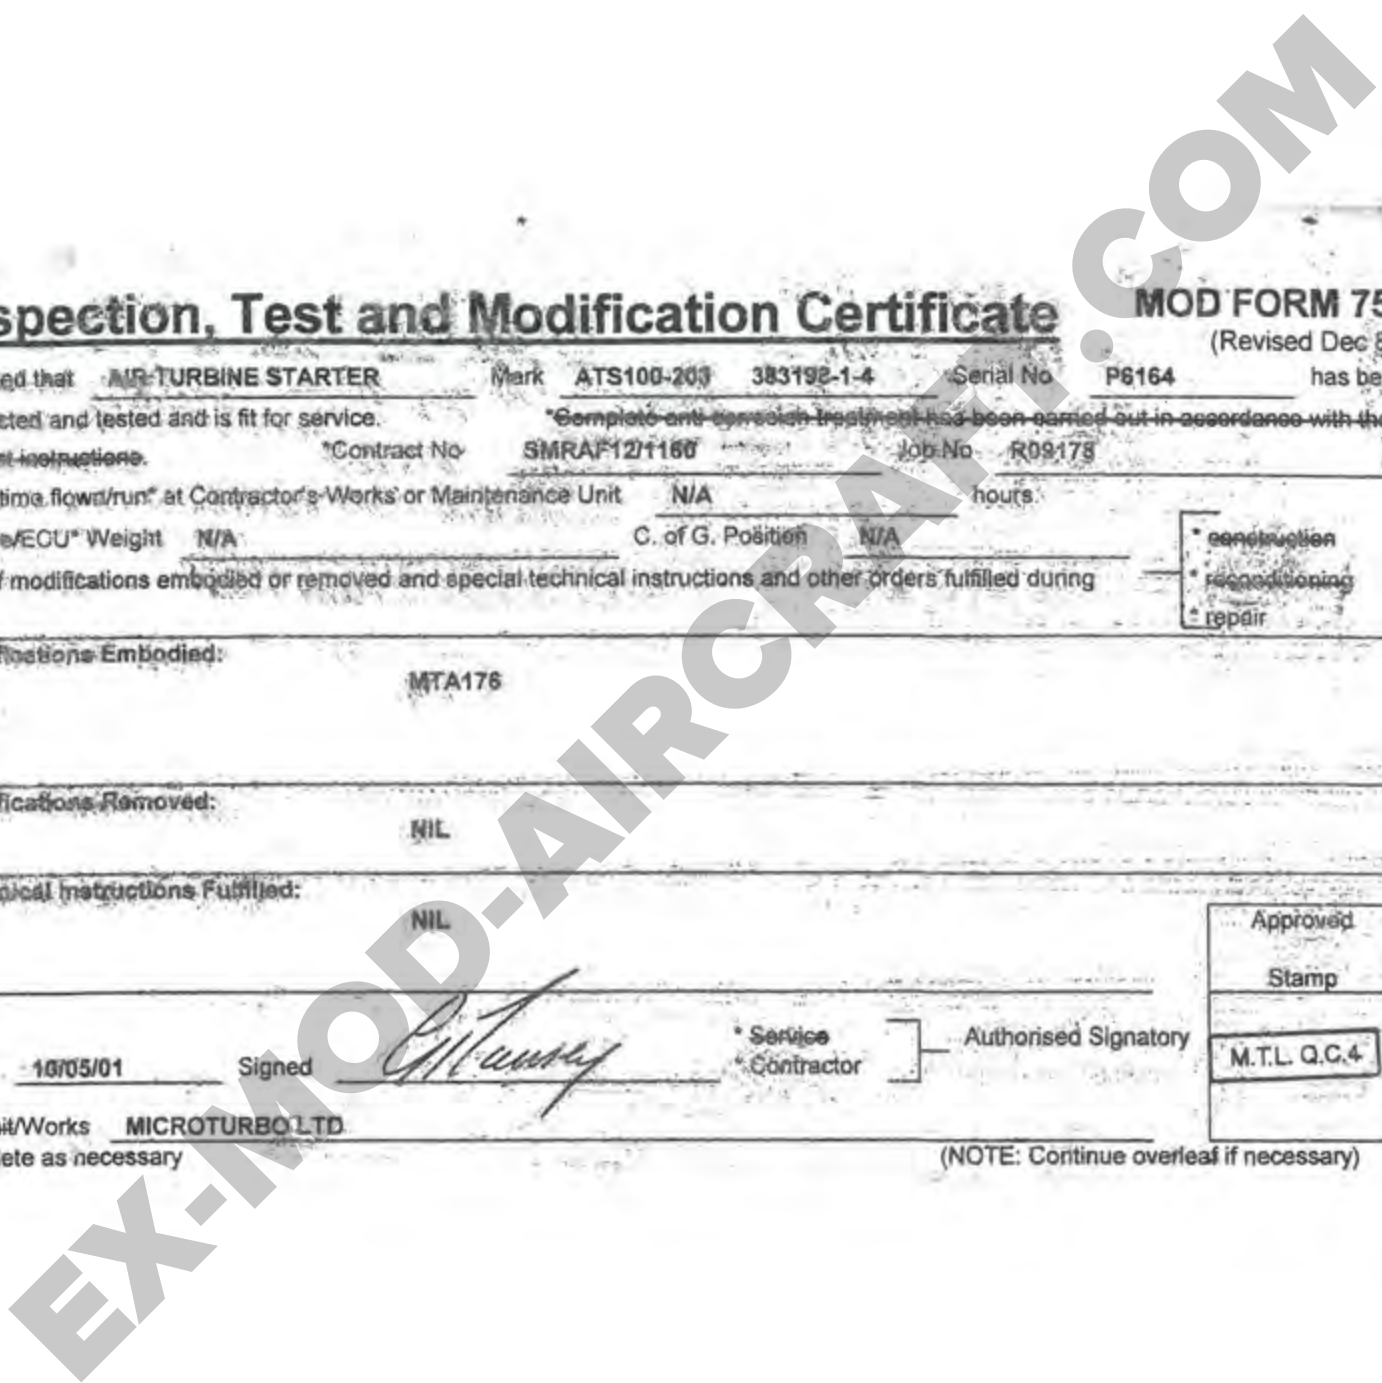 spection, Test and Modification Certificate MOD FORM 75
(Revised Dec 8
ed that AIR TURBINE STARTER Mark ATS100-203 383192-1-4 Serial No P6164 has be
cted and tested and is fit for service. *Complete anti-corrosion treatment has been carried out in accordance with the
t instructions. *Contract No SMRAF12/1160 Job No R09178
time flown/run* at Contractor's Works or Maintenance Unit N/A hours.
e/ECU* Weight N/A C. of G. Position N/A * construction
f modifications embodied or removed and special technical instructions and other orders fulfilled during * reconditioning
* repair
ifications Embodied:
MTA176
fications Removed:
NIL
nical Instructions Fulfilled:
NIL
Approved
Stamp
10/05/01 Signed * Service
* Contractor Authorised Signatory
M.T.L. Q.C.4
it/Works MICROTURBO LTD
lete as necessary (NOTE: Continue overleaf if necessary)
EX-MOD-AIRCRAFT.COM